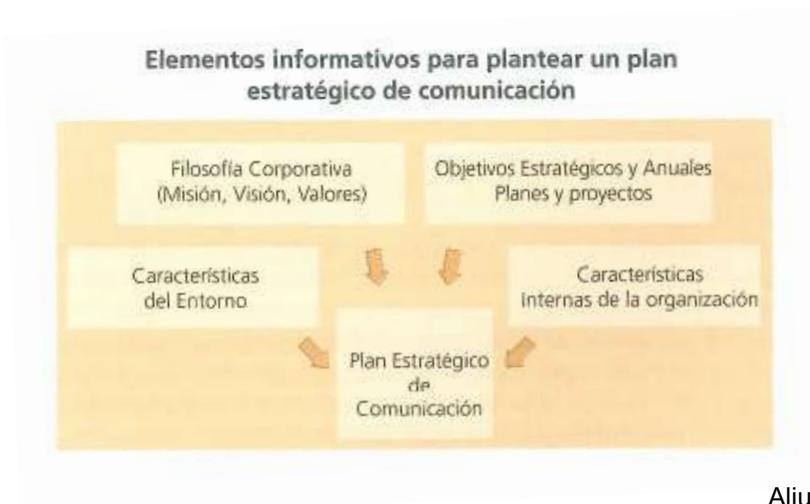 Elementos informativos para plantear un plan
estratégico de comunicación
Filosofía Corporativa
(Misión, Visión, Valores)
Objetivos Estratégicos y Anuales
Planes y proyectos
Características
del Entorno
Características
Internas de la organización
Plan Estratégico
de
Comunicación